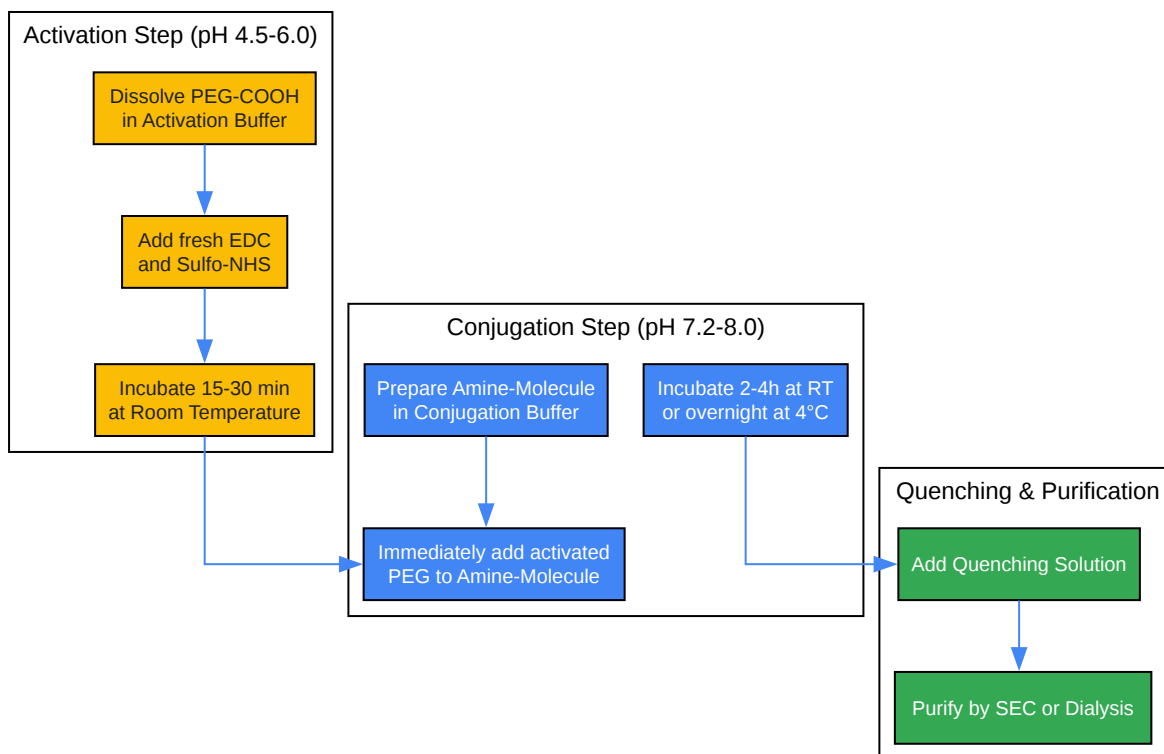 Activation Step (pH 4.5-6.0)
Dissolve PEG-COOH
in Activation Buffer
Add fresh EDC
and Sulfo-NHS
Incubate 15-30 min
at Room Temperature
Conjugation Step (pH 7.2-8.0)
Prepare Amine-Molecule
in Conjugation Buffer
Incubate 2-4h at RT
or overnight at 4°C
Immediately add activated
PEG to Amine-Molecule
Quenching & Purification
Add Quenching Solution
Purify by SEC or Dialysis